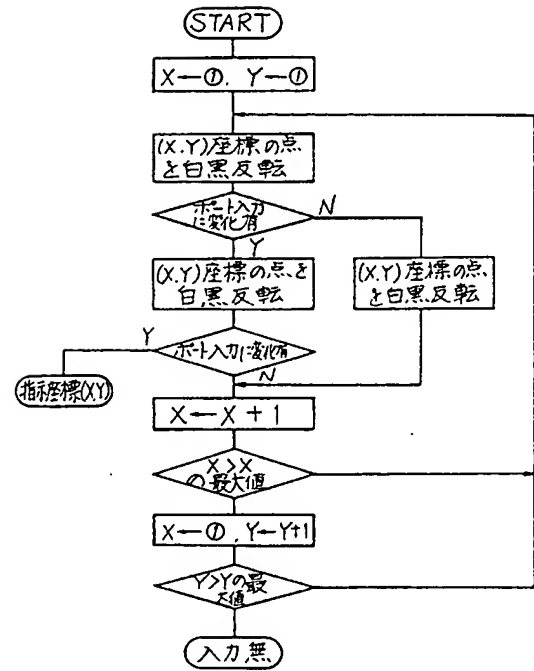 START
X←①. Y←①
(X.Y)座標の点
を白黒反転
ポート入力
に変化有
N
Y
(X.Y)座標の点を
白黒反転
(X.Y)座標の点
を白黒反転
Y
ポート入力に変化有
N
指示座標(X,Y)
X←X+1
X>X
の最大値
X←①.Y←Y+1
Y>Yの最
大値
入力無